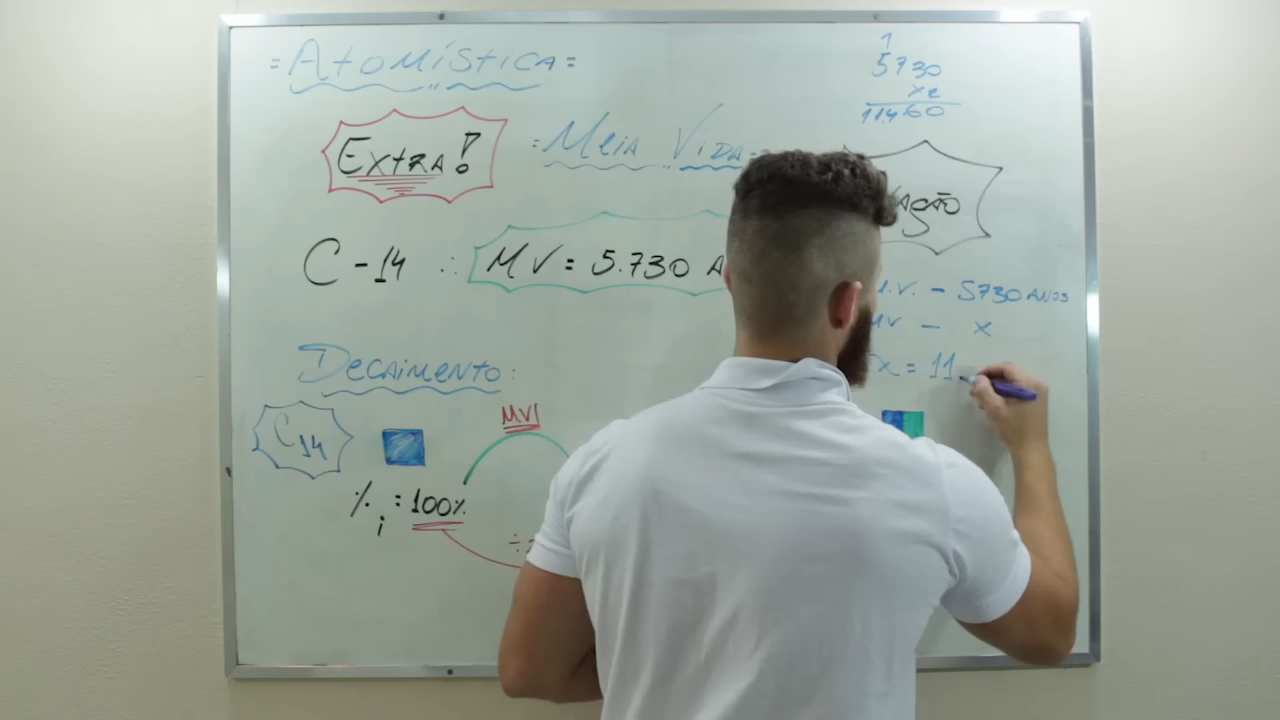 = Atomística =
1
5730
x2
11460
Extra!
= Meia Vida =
C-14 ∴ MV = 5.730 A
M.V. - 5730 ANOS
MV - x
x = 11
Decaimento:
C14
MV
% i = 100%
÷